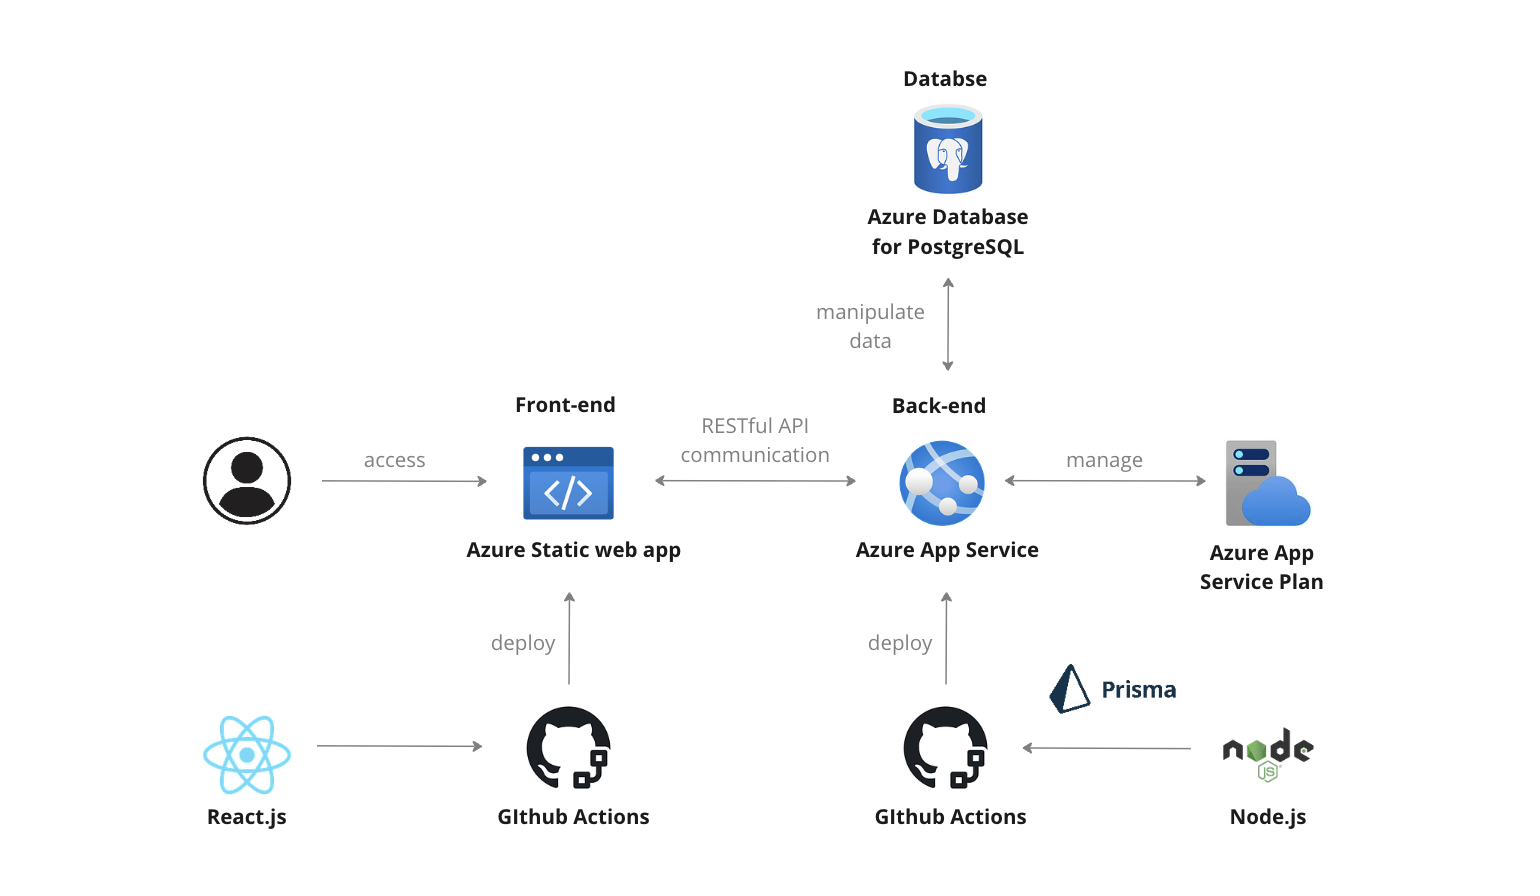 Databse
Azure Database
for PostgreSQL
manipulate
data
Front-end
RESTful API
communication
Back-end
access
manage
Azure Static web app
Azure App Service
Azure App
Service Plan
deploy
deploy
Prisma
node
JS
React.js
GIthub Actions
GIthub Actions
Node.js